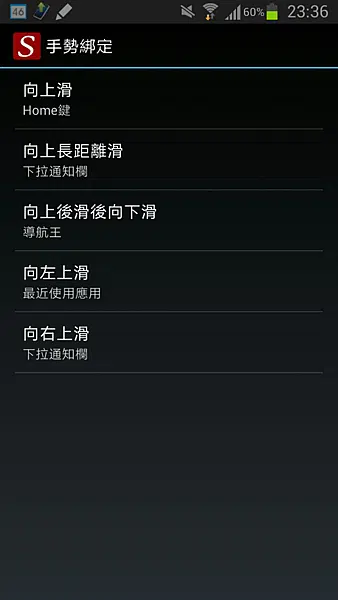 46 60% 23:36
S 手勢綁定
向上滑
Home鍵
向上長距離滑
下拉通知欄
向上後滑後向下滑
導航王
向左上滑
最近使用應用
向右上滑
下拉通知欄